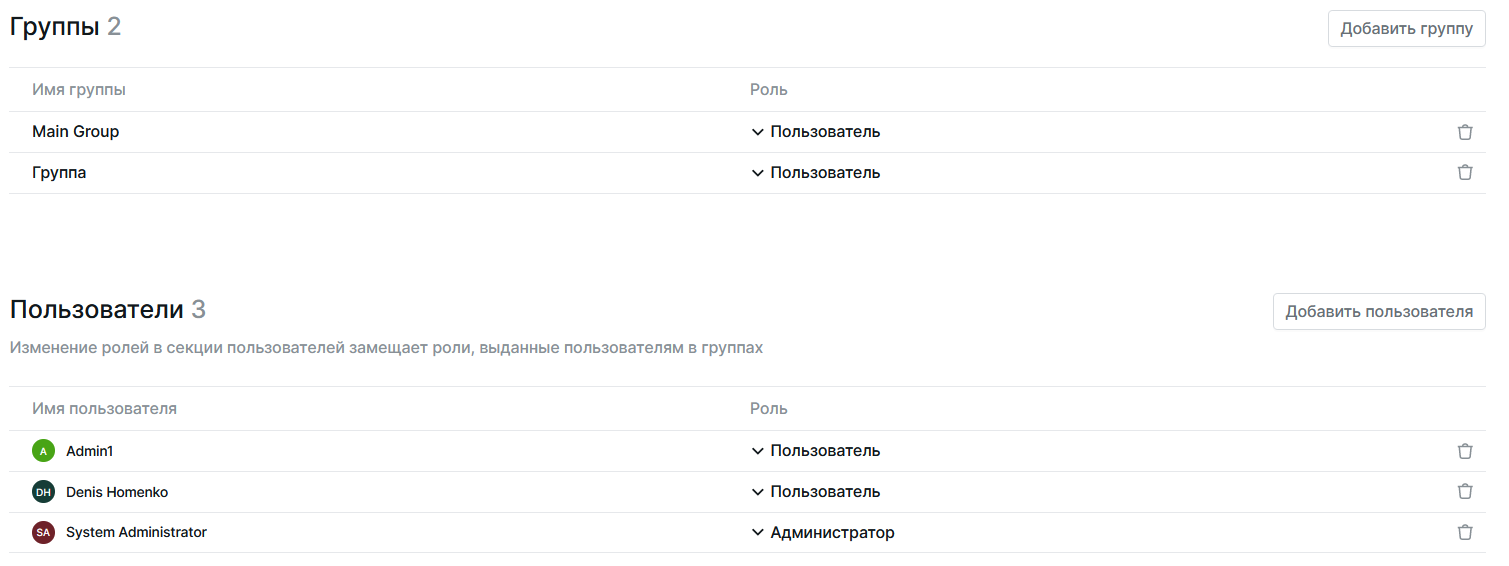 Группы 2
Добавить группу
Имя группы Роль
Main Group Пользователь
Группа Пользователь
Пользователи 3
Добавить пользователя
Изменение ролей в секции пользователей замещает роли, выданные пользователям в группах
Имя пользователя Роль
A Admin1 Пользователь
DH Denis Homenko Пользователь
SA System Administrator Администратор